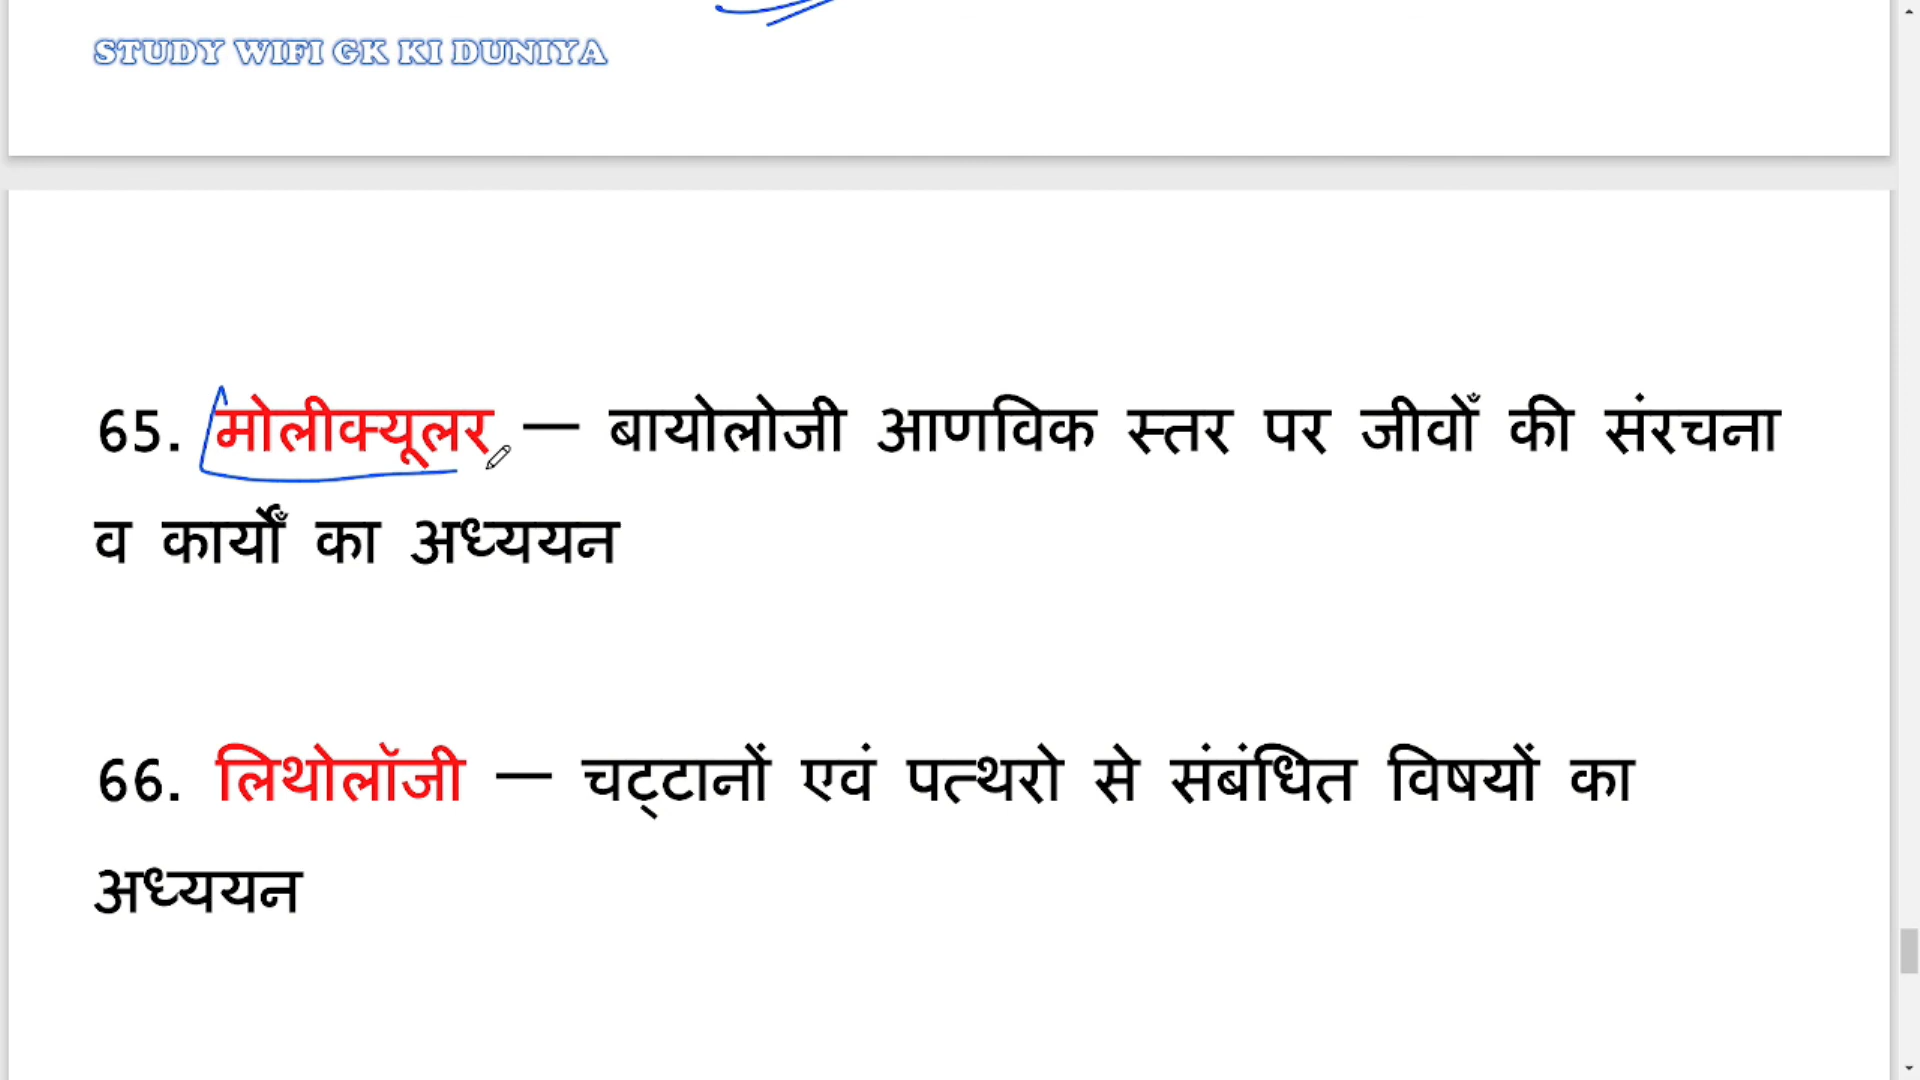 STUDY WIFI GK KI DUNIYA
65. मोलीक्यूलर – बायोलोजी आणविक स्तर पर जीवोँ की संरचना
व कार्योँ का अध्ययन
66. लिथोलॉजी – चट्‌टानों एवं पत्थरो से संबंधित विषयों का
अध्ययन